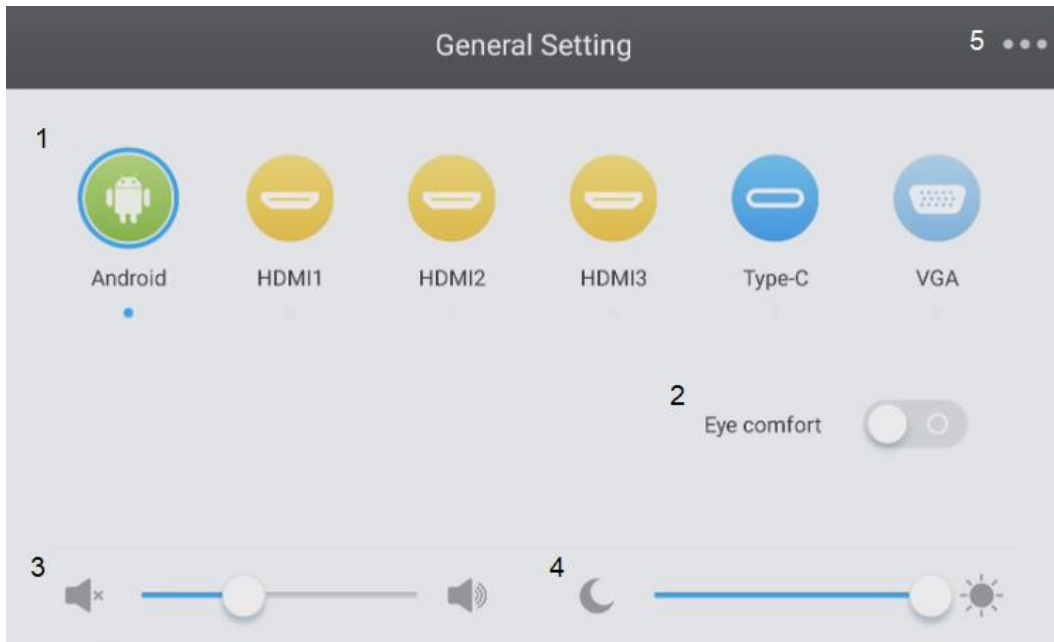 General Setting
5
1
Android
HDMI1
HDMI2
HDMI3
Type-C
VGA
2
Eye comfort
3
4